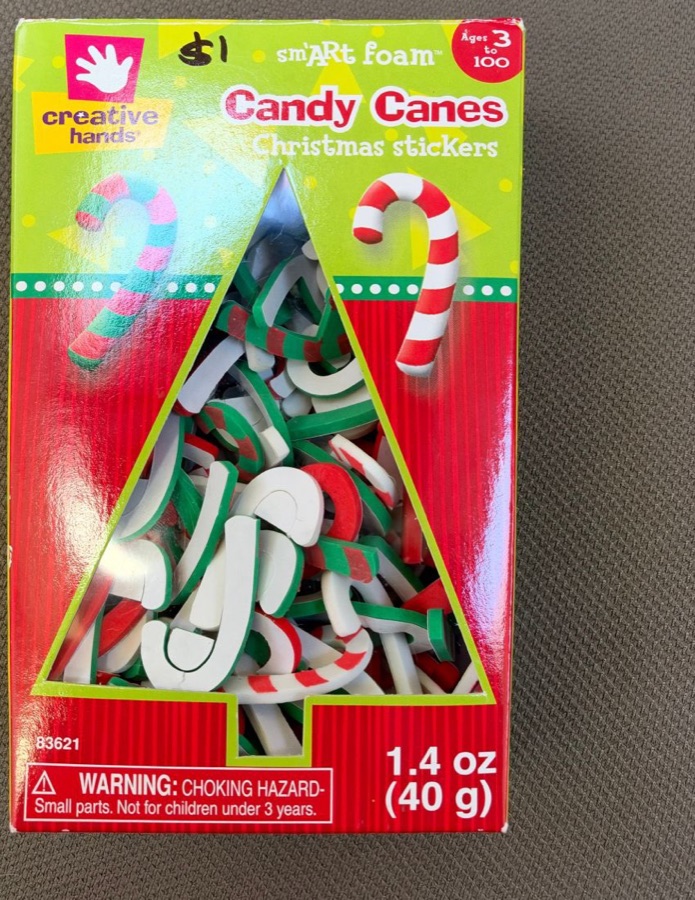 creative
hands®
$1
sm'ARt foam™
Ages 3
to
100
Candy Canes
Christmas stickers
83621
WARNING: CHOKING HAZARD-
Small parts. Not for children under 3 years.
1.4 oz
(40 g)